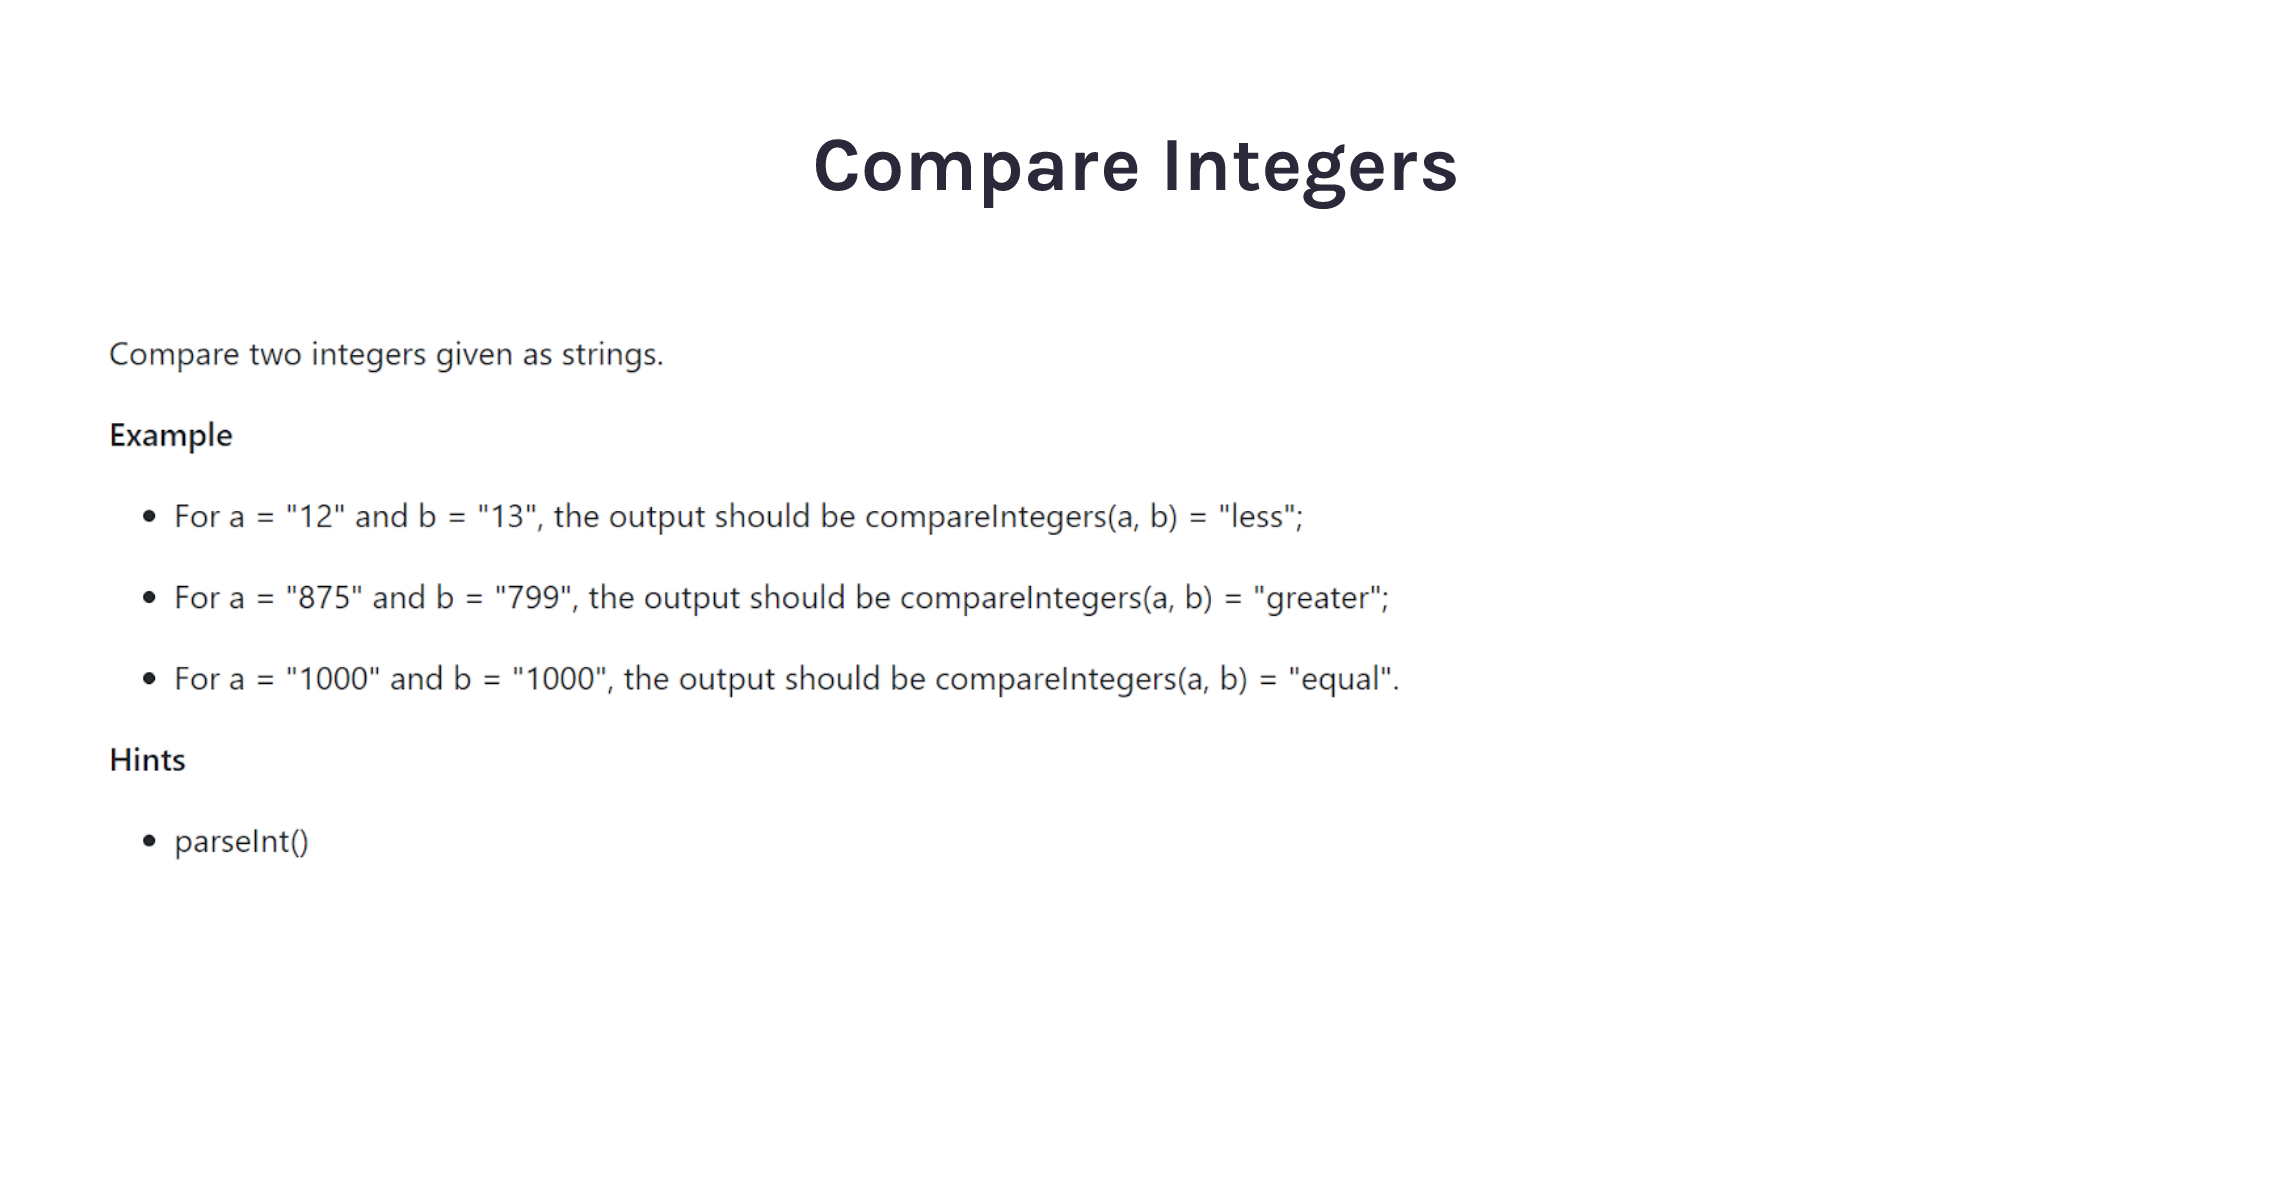 Compare Integers
Compare two integers given as strings.
Example
• For a = "12" and b = "13", the output should be compareIntegers(a, b) = "less";
• For a = "875" and b = "799", the output should be compareIntegers(a, b) = "greater";
• For a = "1000" and b = "1000", the output should be compareIntegers(a, b) = "equal".
Hints
• parseInt()